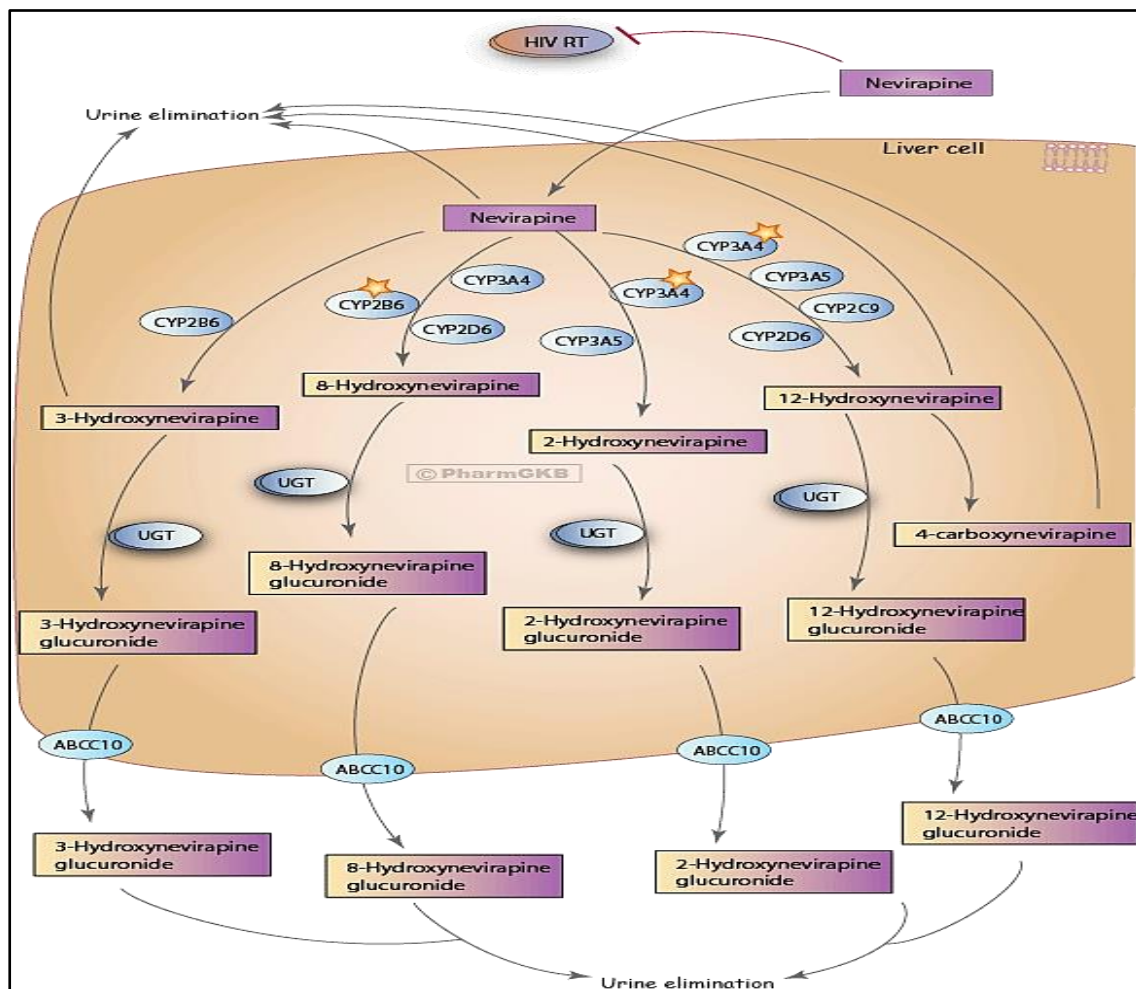 HIV RT
Nevirapine
Urine elimination
Liver cell
Nevirapine
CYP3A4
CYP3A4
CYP3A5
CYP2B6
CYP3A4
CYP2C9
CYP2B6
CYP2D6
CYP3A5
CYP2D6
8-Hydroxynevirapine
3-Hydroxynevirapine
12-Hydroxynevirapine
2-Hydroxynevirapine
© PharmGKB
UGT
UGT
UGT
UGT
4-carboxynevirapine
8-Hydroxynevirapine
glucuronide
3-Hydroxynevirapine
glucuronide
2-Hydroxynevirapine
glucuronide
12-Hydroxynevirapine
glucuronide
ABCC10
ABCC10
ABCC10
ABCC10
3-Hydroxynevirapine
glucuronide
8-Hydroxynevirapine
glucuronide
2-Hydroxynevirapine
glucuronide
12-Hydroxynevirapine
glucuronide
Urine elimination